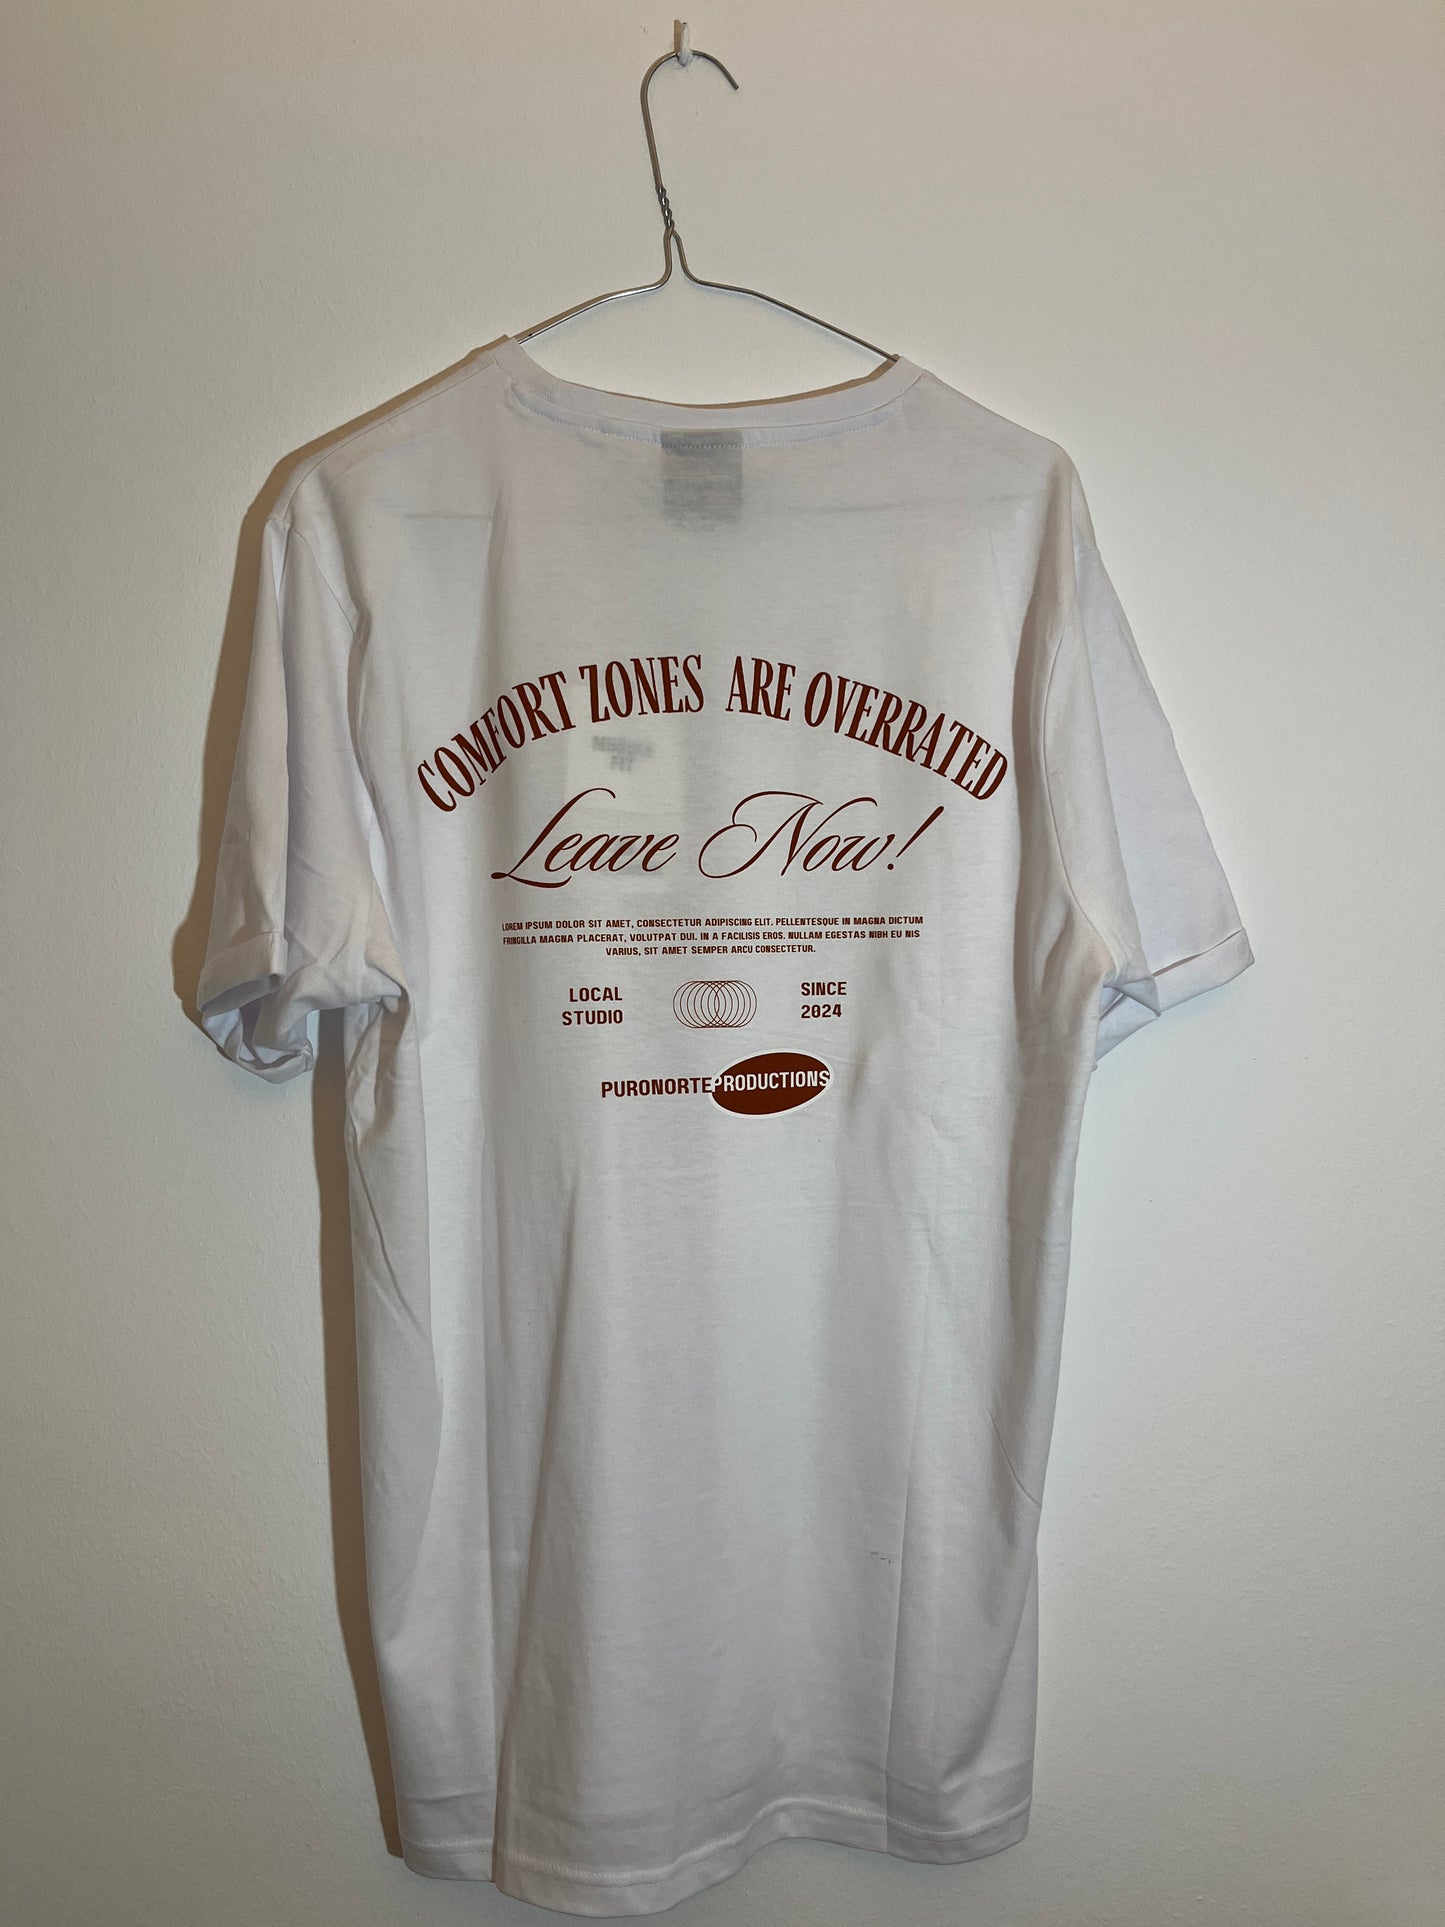 COMFORT ZONES ARE OVERRATED
Leave Now!
LOREM IPSUM DOLOR SIT AMET, CONSECTETUR ADIPISCING ELIT. PELLENTESQUE IN MAGNA DICTUM
FRINGILLA MAGNA PLACERAT, VOLUTPAT DUI. IN A FACILISIS EROS. NULLAM EGESTAS NIBH EU NIS
VARIUS, SIT AMET SEMPER ARCU CONSECTETUR.
LOCAL
STUDIO
SINCE
2024
PURONORTEPRODUCTIONS